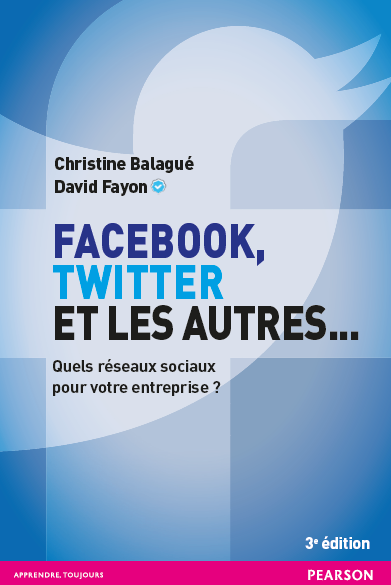 Christine Balagué
David Fayon
FACEBOOK,
TWITTER
ET LES AUTRES...
Quels réseaux sociaux
pour votre entreprise ?
3e édition
APPRENDRE, TOUJOURS
PEARSON